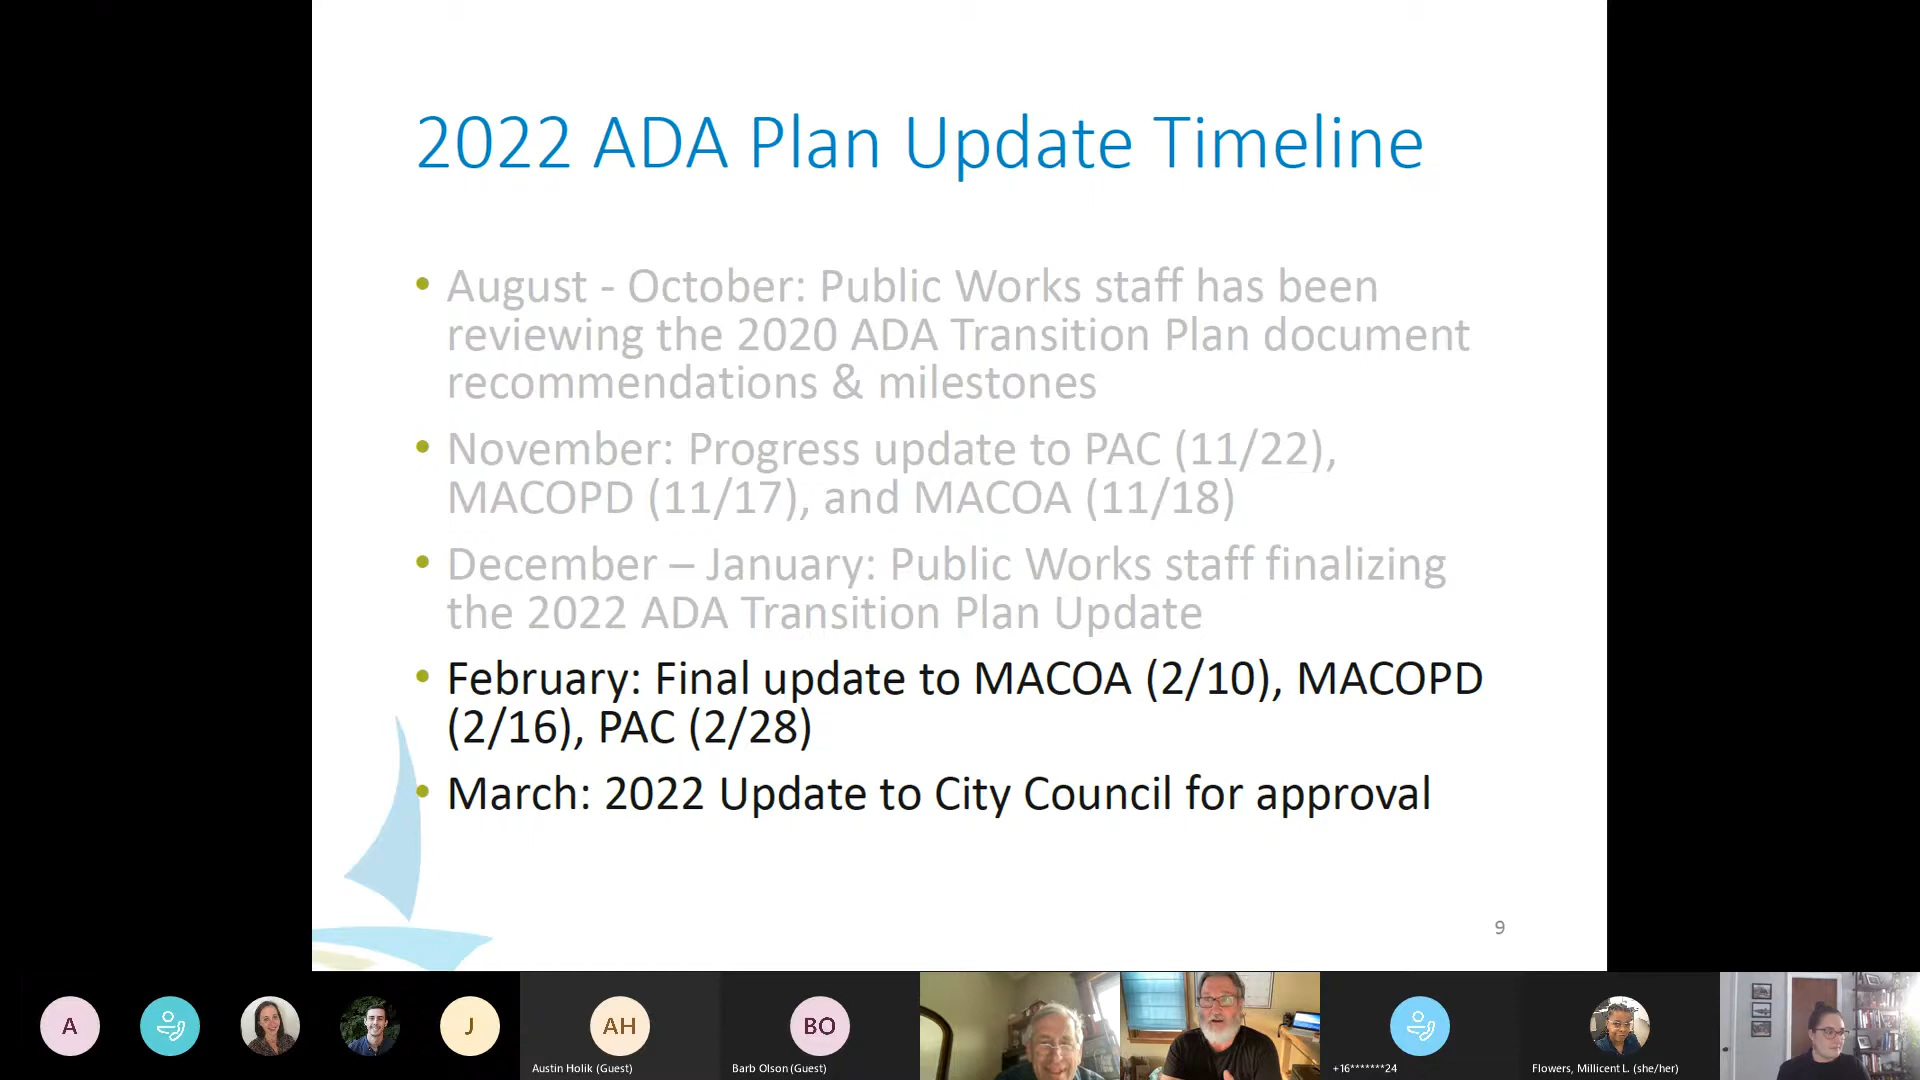 2022 ADA Plan Update Timeline
• August - October: Public Works staff has been
reviewing the 2020 ADA Transition Plan document
recommendations & milestones
• November: Progress update to PAC (11/22),
MACOPD (11/17), and MACOA (11/18)
• December – January: Public Works staff finalizing
the 2022 ADA Transition Plan Update
• February: Final update to MACOA (2/10), MACOPD
(2/16), PAC (2/28)
• March: 2022 Update to City Council for approval
9
A
J
AH
BO
Austin Holik (Guest)
Barb Olson (Guest)
+16*******24
Flowers, Millicent L. (she/her)